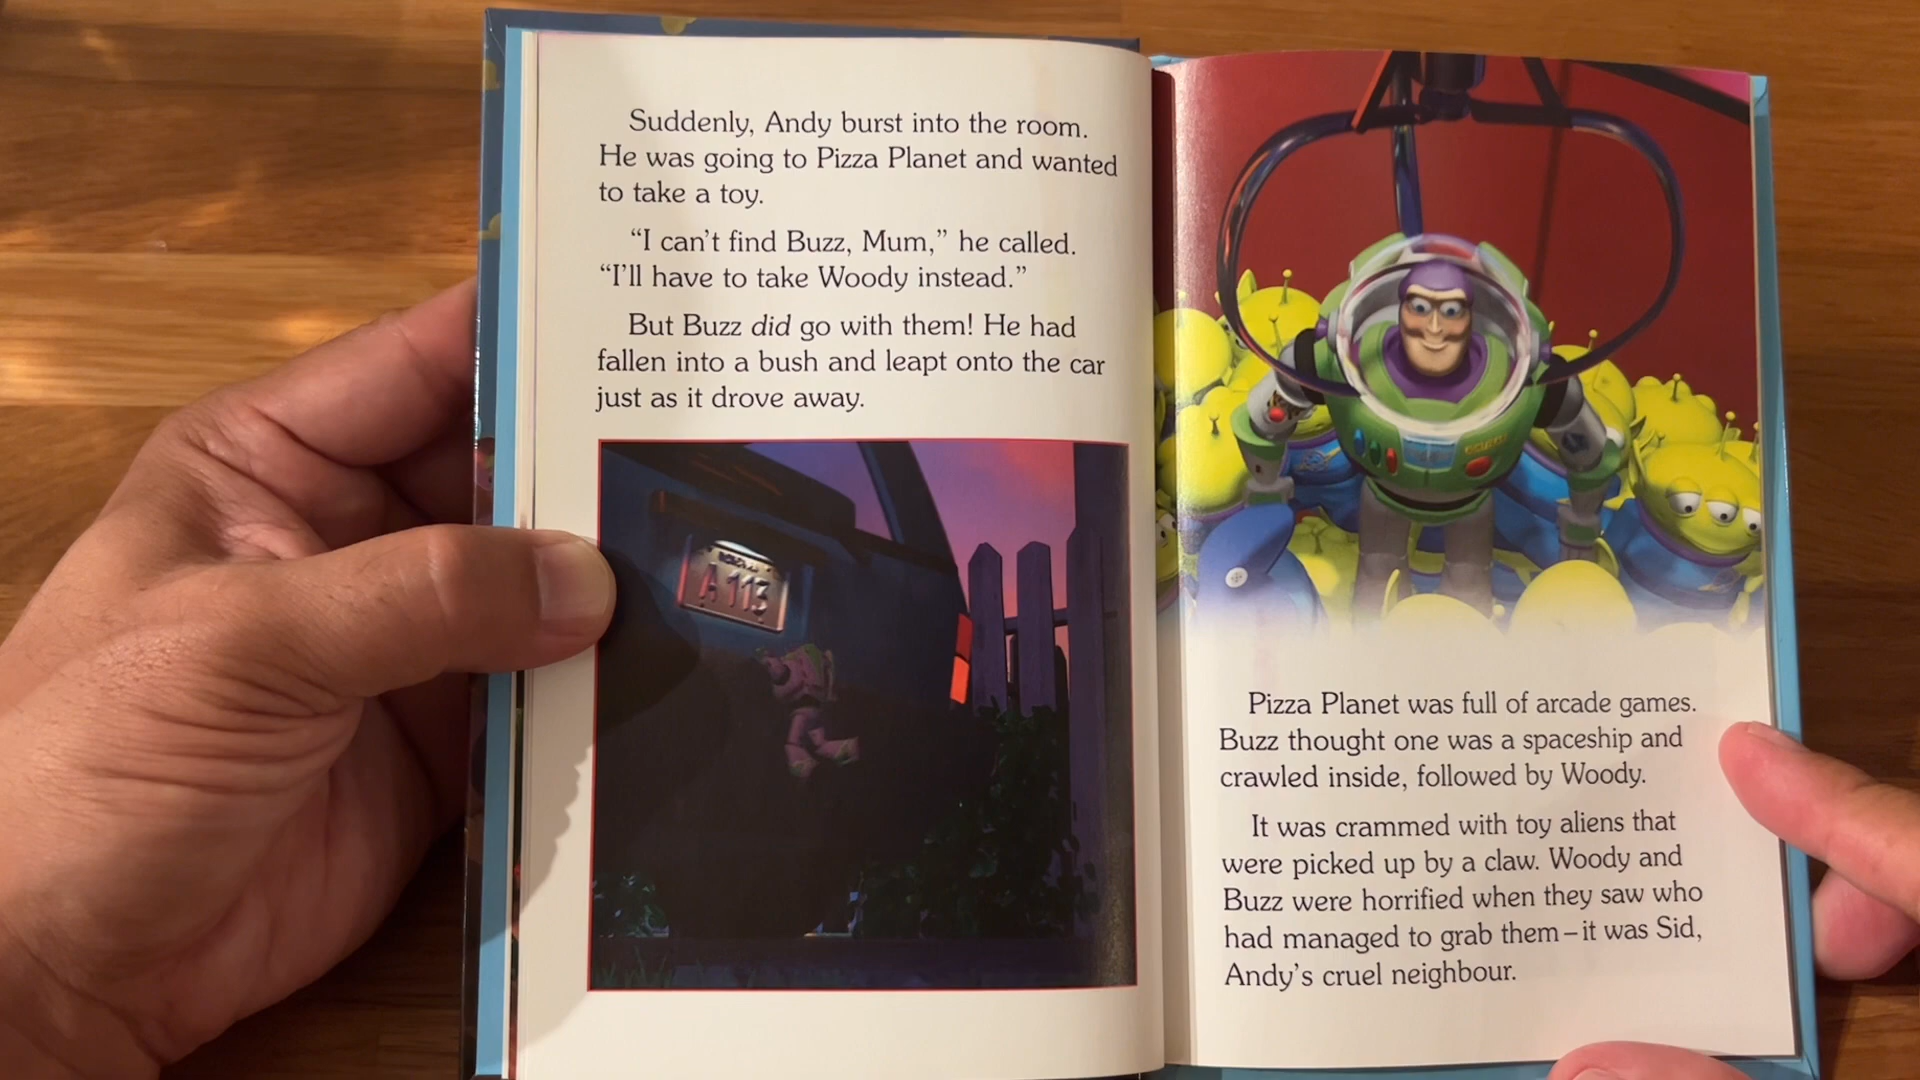 Suddenly, Andy burst into the room.
He was going to Pizza Planet and wanted
to take a toy.
“I can’t find Buzz, Mum,” he called.
“I’ll have to take Woody instead.”
But Buzz did go with them! He had
fallen into a bush and leapt onto the car
just as it drove away.
A 113
Pizza Planet was full of arcade games.
Buzz thought one was a spaceship and
crawled inside, followed by Woody.
It was crammed with toy aliens that
were picked up by a claw. Woody and
Buzz were horrified when they saw who
had managed to grab them – it was Sid,
Andy’s cruel neighbour.